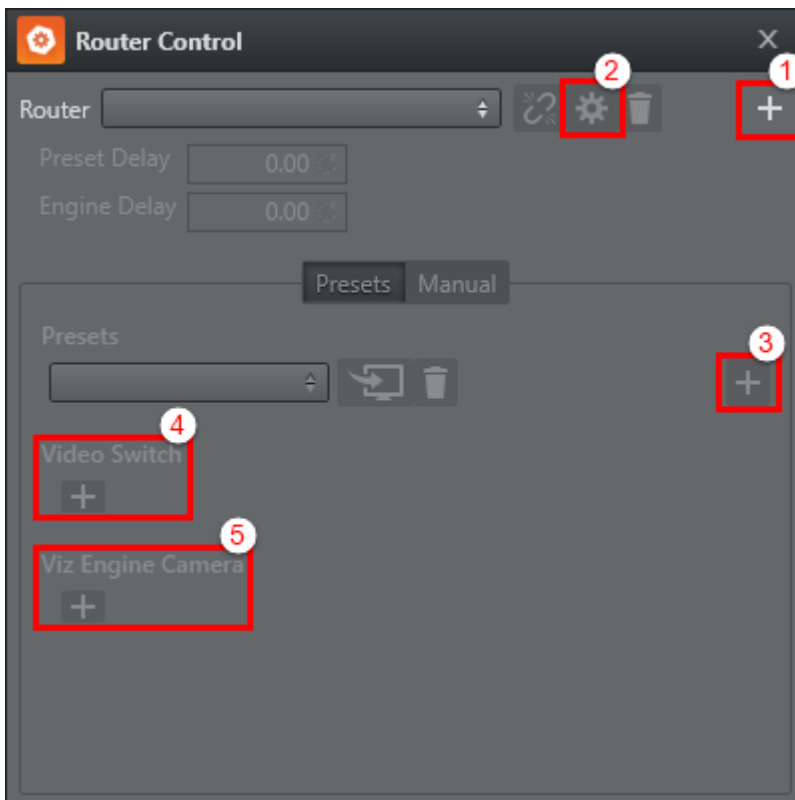 Router Control
2
1
Router
Preset Delay 0.00
Engine Delay 0.00
Presets Manual
Presets
3
4
Video Switch
5
Viz Engine Camera